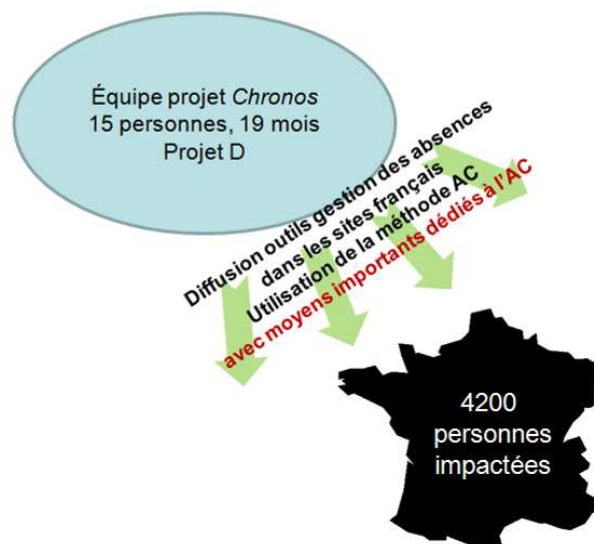 Équipe projet Chronos
15 personnes, 19 mois
Projet D
Diffusion outils gestion des absences
dans les sites français
Utilisation de la méthode AC
avec moyens importants dédiés à l'AC
4200
personnes
impactées